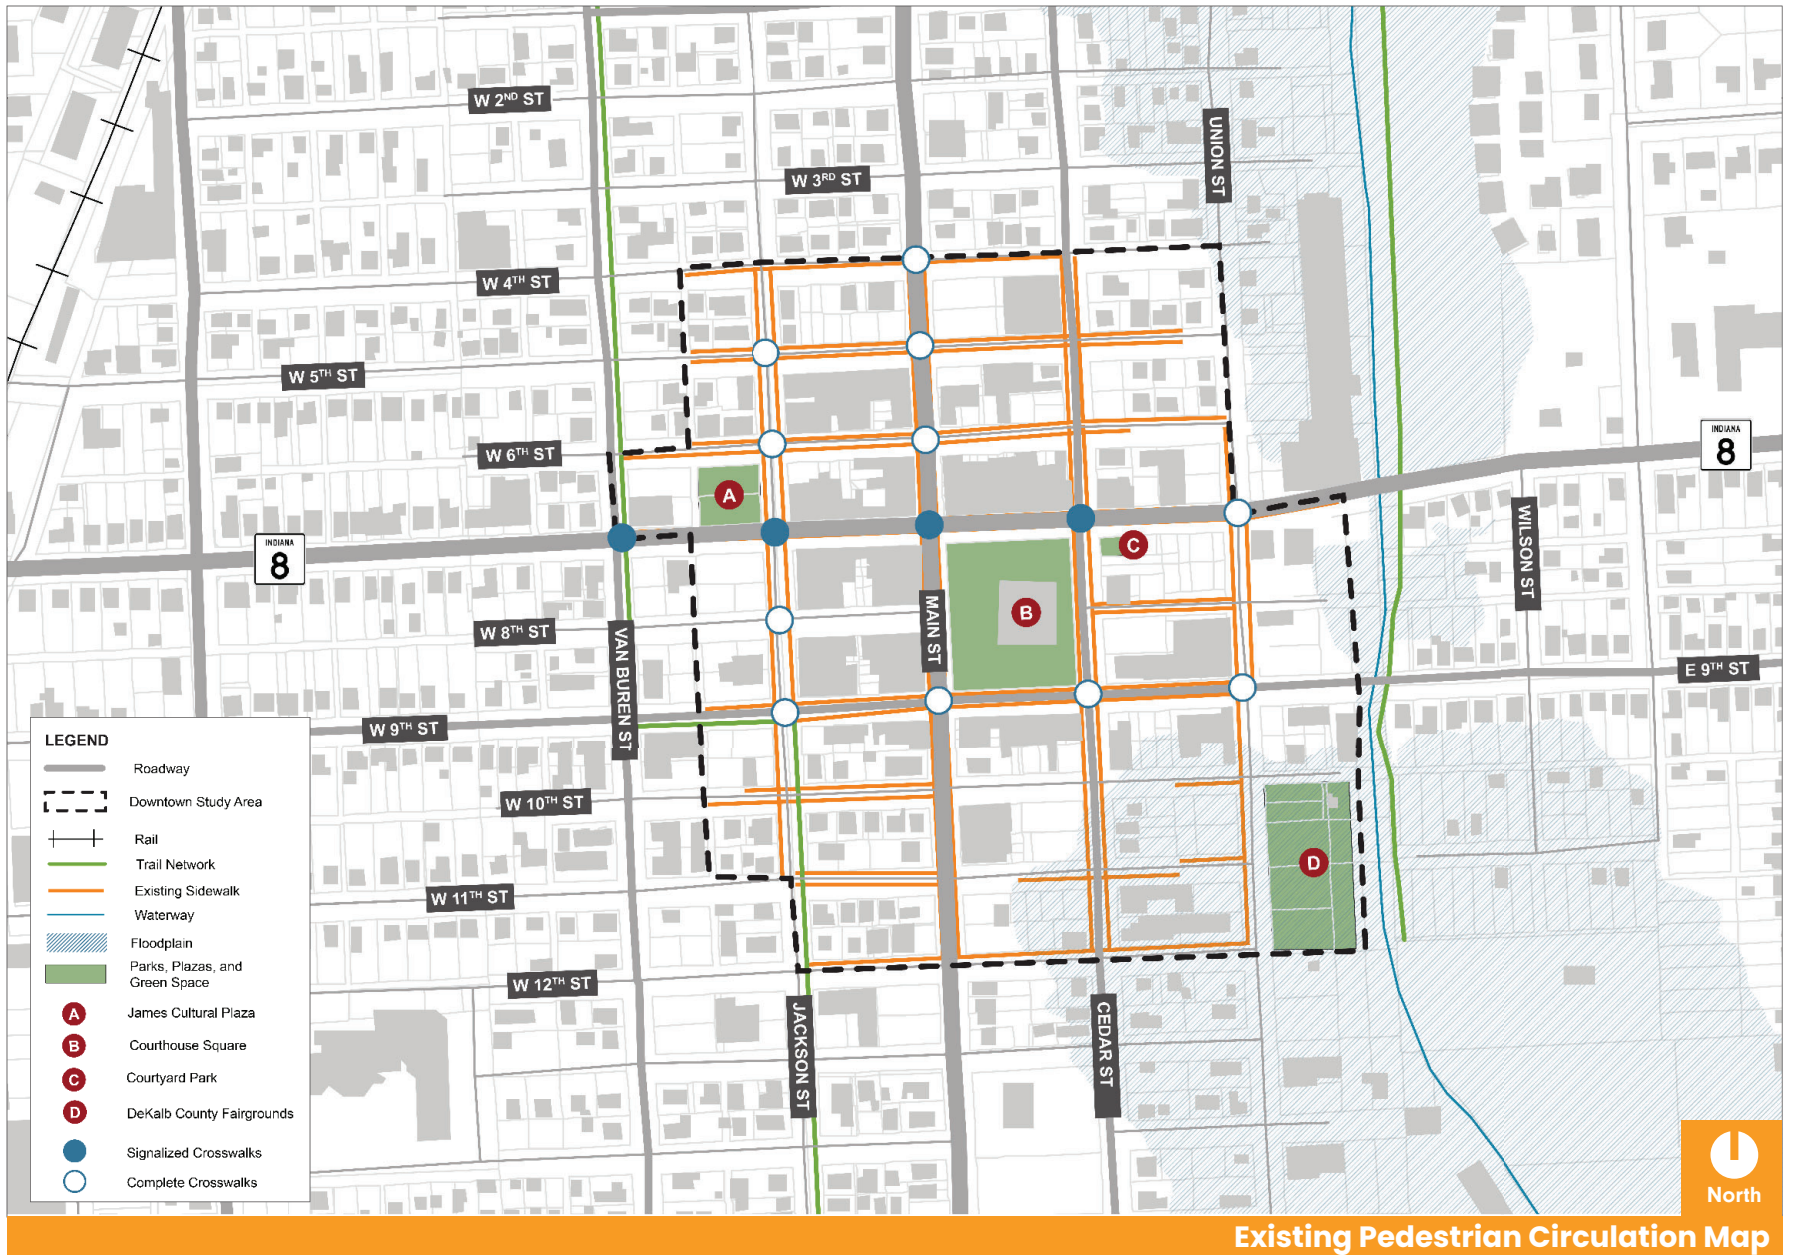 W 2ND ST
UNION ST
W 3RD ST
W 4TH ST
W 5TH ST
INDIANA
8
W 6TH ST
A
WILSON ST
INDIANA
8
C
MAIN ST
B
W 8TH ST
VAN BUREN ST
E 9TH ST
W 9TH ST
LEGEND
Roadway
Downtown Study Area
Rail
Trail Network
Existing Sidewalk
Waterway
Floodplain
Parks, Plazas, and
Green Space
A James Cultural Plaza
B Courthouse Square
C Courtyard Park
D DeKalb County Fairgrounds
Signalized Crosswalks
Complete Crosswalks
W 10TH ST
D
W 11TH ST
W 12TH ST
JACKSON ST
CEDAR ST
North
Existing Pedestrian Circulation Map